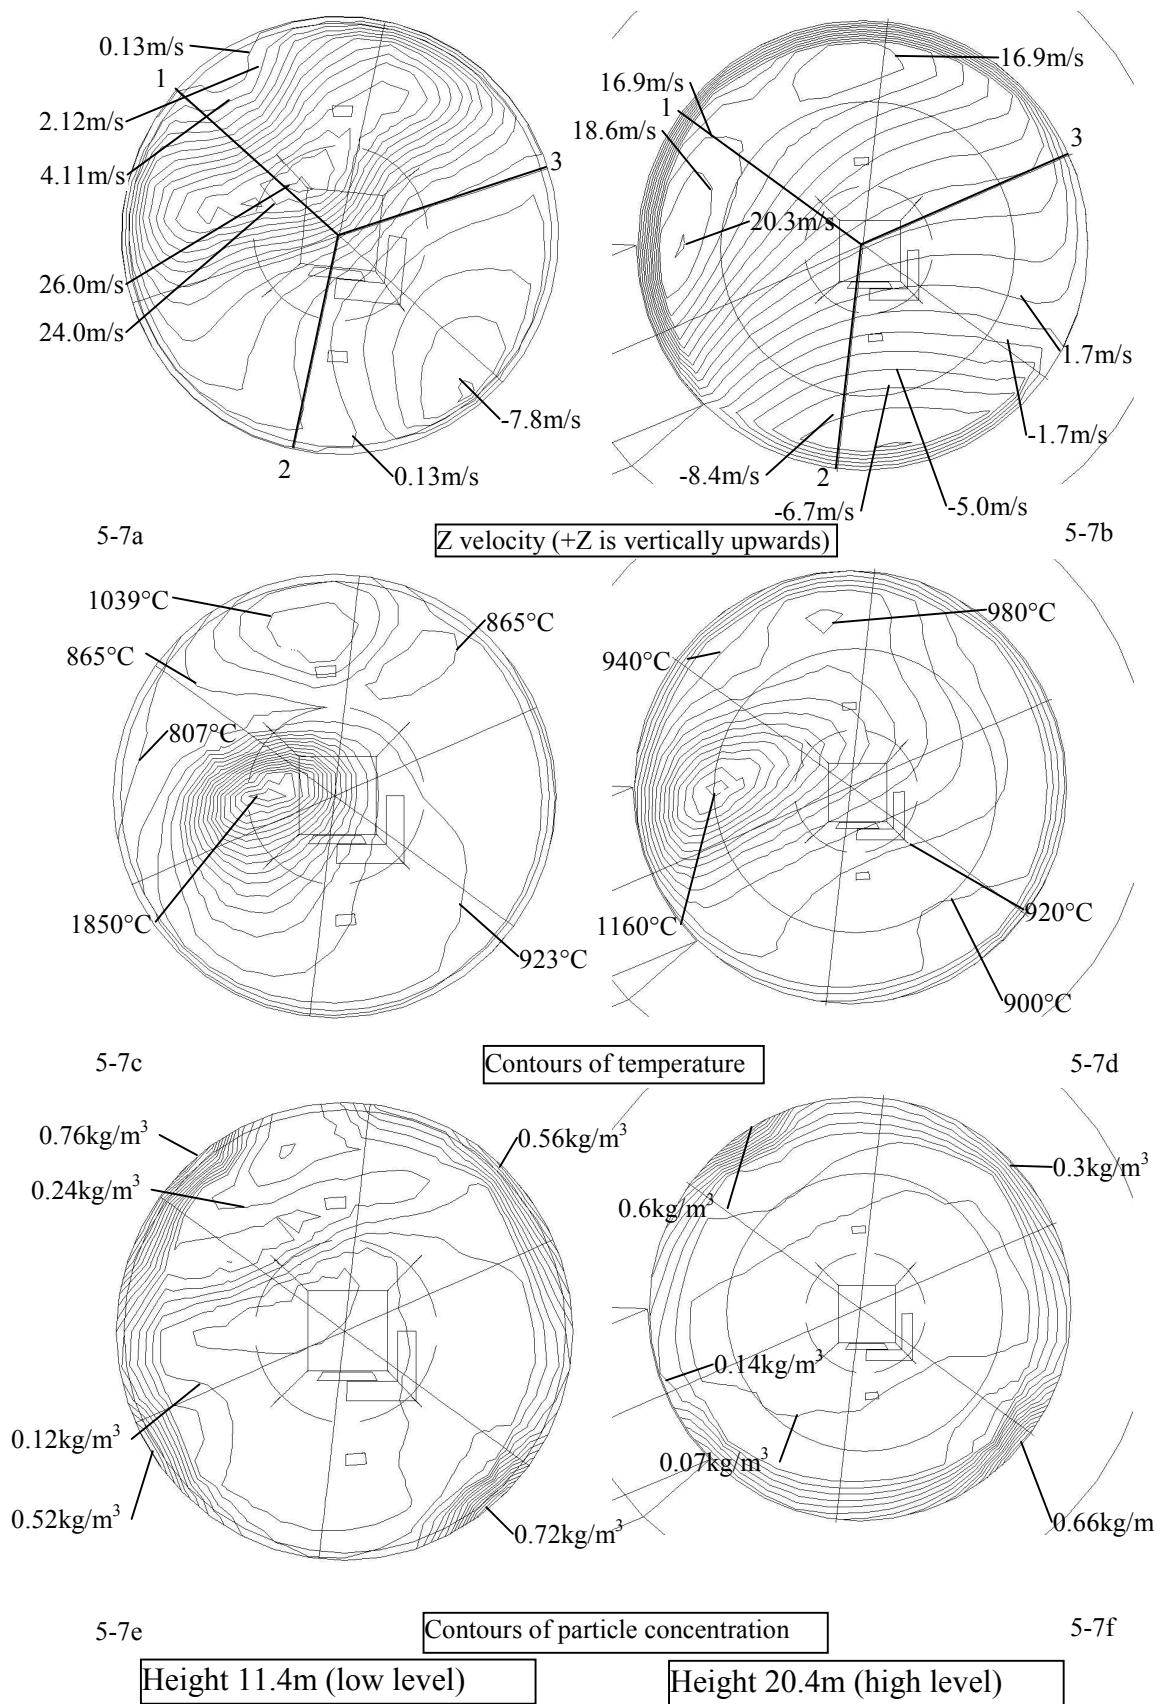 0.13m/s
1
2.12m/s
4.11m/s
3
26.0m/s
24.0m/s
-7.8m/s
2
0.13m/s
16.9m/s
16.9m/s
1
18.6m/s
3
20.3m/s
1.7m/s
-1.7m/s
-8.4m/s
2
-6.7m/s
-5.0m/s
5-7a
Z velocity (+Z is vertically upwards)
5-7b
1039°C
865°C
865°C
807°C
1850°C
923°C
980°C
940°C
1160°C
920°C
900°C
5-7c
Contours of temperature
5-7d
0.76kg/m³
0.56kg/m³
0.24kg/m³
0.12kg/m³
0.52kg/m³
0.72kg/m³
0.3kg/m³
0.6kg/m³
0.14kg/m³
0.07kg/m³
0.66kg/m
5-7e
Contours of particle concentration
5-7f
Height 11.4m (low level)
Height 20.4m (high level)